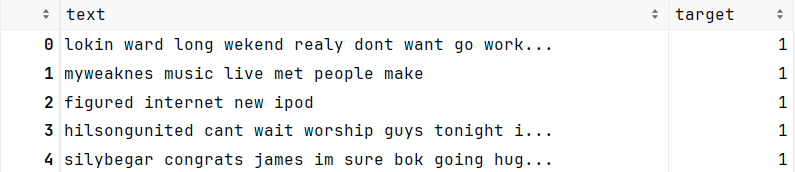 text target
0 lokin ward long wekend realy dont want go work... 1
1 myweaknes music live met people make 1
2 figured internet new ipod 1
3 hilsongunited cant wait worship guys tonight i... 1
4 silybegar congrats james im sure bok going hug... 1